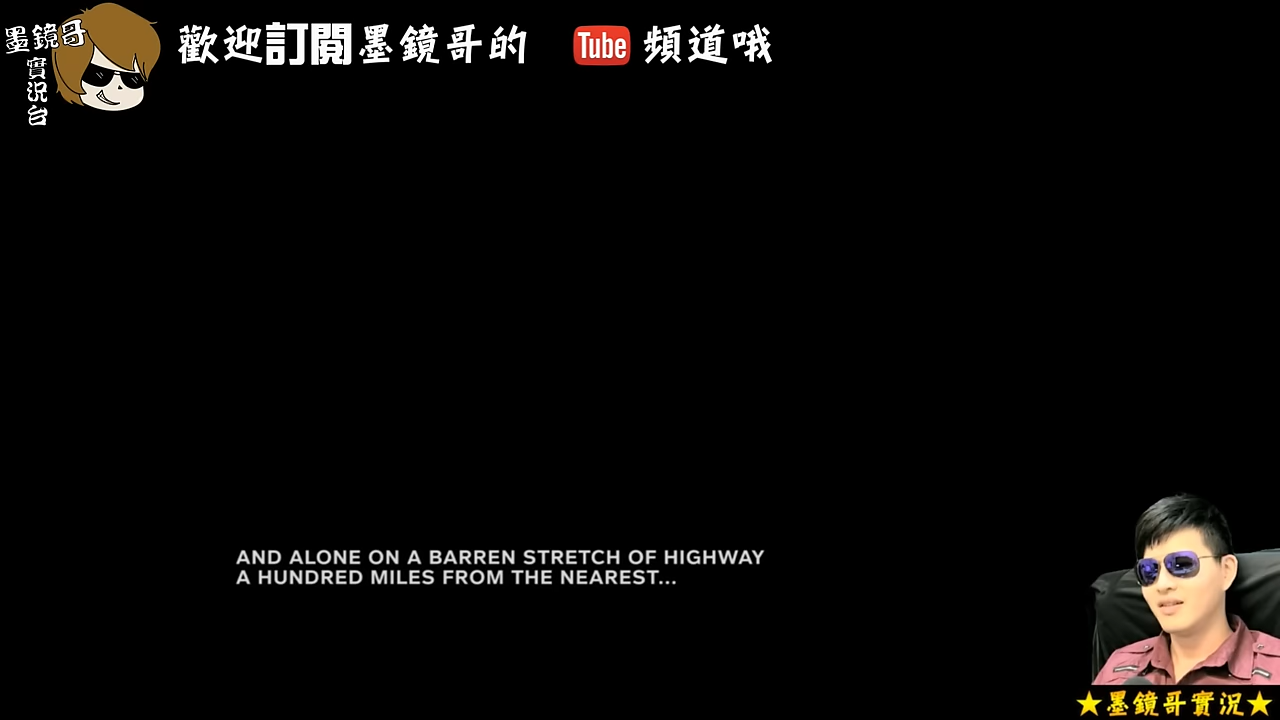 墨鏡哥
實況台
歡迎訂閱墨鏡哥的 Tube 頻道哦
AND ALONE ON A BARREN STRETCH OF HIGHWAY
A HUNDRED MILES FROM THE NEAREST...
★墨鏡哥實況★